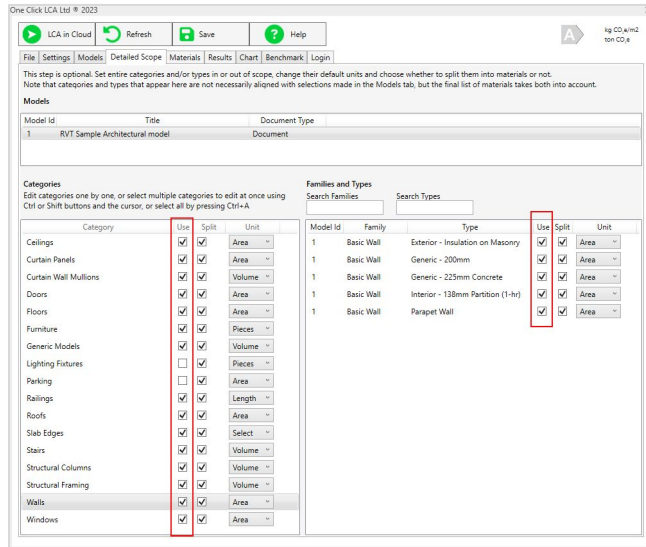 One Click LCA Ltd ® 2023
LCA in Cloud Refresh Save Help
A
kg CO₂e/m2
ton CO₂e
File Settings Models Detailed Scope Materials Results Chart Benchmark Login
This step is optional. Set entire categories and/or types in or out of scope, change their default units and choose whether to split them into materials or not.
Note that categories and types that appear here are not necessarily aligned with selections made in the Models tab, but the final list of materials takes both into account.
Models
Model Id Title Document Type
1 RVT Sample Architectural model Document
Categories
Edit categories one by one, or select multiple categories to edit at once using
Ctrl or Shift buttons and the cursor, or select all by pressing Ctrl+A
Category Use Split Unit
Ceilings Area
Curtain Panels Area
Curtain Wall Mullions Volume
Doors Area
Floors Area
Furniture Pieces
Generic Models Volume
Lighting Fixtures Pieces
Parking Area
Railings Length
Roofs Area
Slab Edges Select
Stairs Volume
Structural Columns Volume
Structural Framing Volume
Walls Area
Windows Area
Families and Types
Search Families Search Types
Model Id Family Type Use Split Unit
1 Basic Wall Exterior - Insulation on Masonry Area
1 Basic Wall Generic - 200mm Area
1 Basic Wall Generic - 225mm Concrete Area
1 Basic Wall Interior - 138mm Partition (1-hr) Area
1 Basic Wall Parapet Wall Area